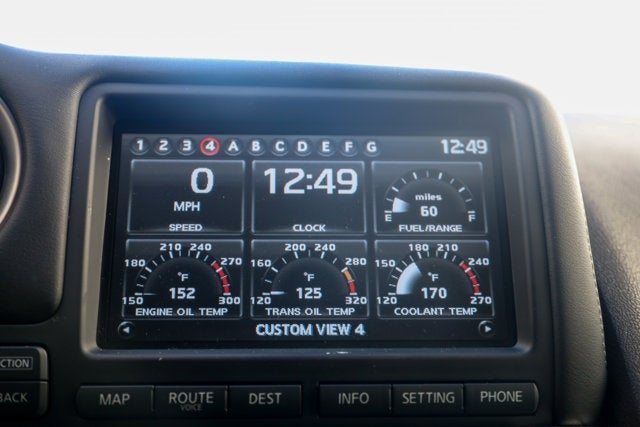 1 2 3 4 A B C D E F G 12:49
0 MPH SPEED
12:49 CLOCK
miles 60 E F FUEL/RANGE
150 180 210 240 270 300 °F 152 ENGINE OIL TEMP
120 160 200 240 280 320 °F 125 TRANS OIL TEMP
120 150 180 210 240 270 °F 170 COOLANT TEMP
CUSTOM VIEW 4
BACK
MAP ROUTE VOICE DEST INFO SETTING PHONE